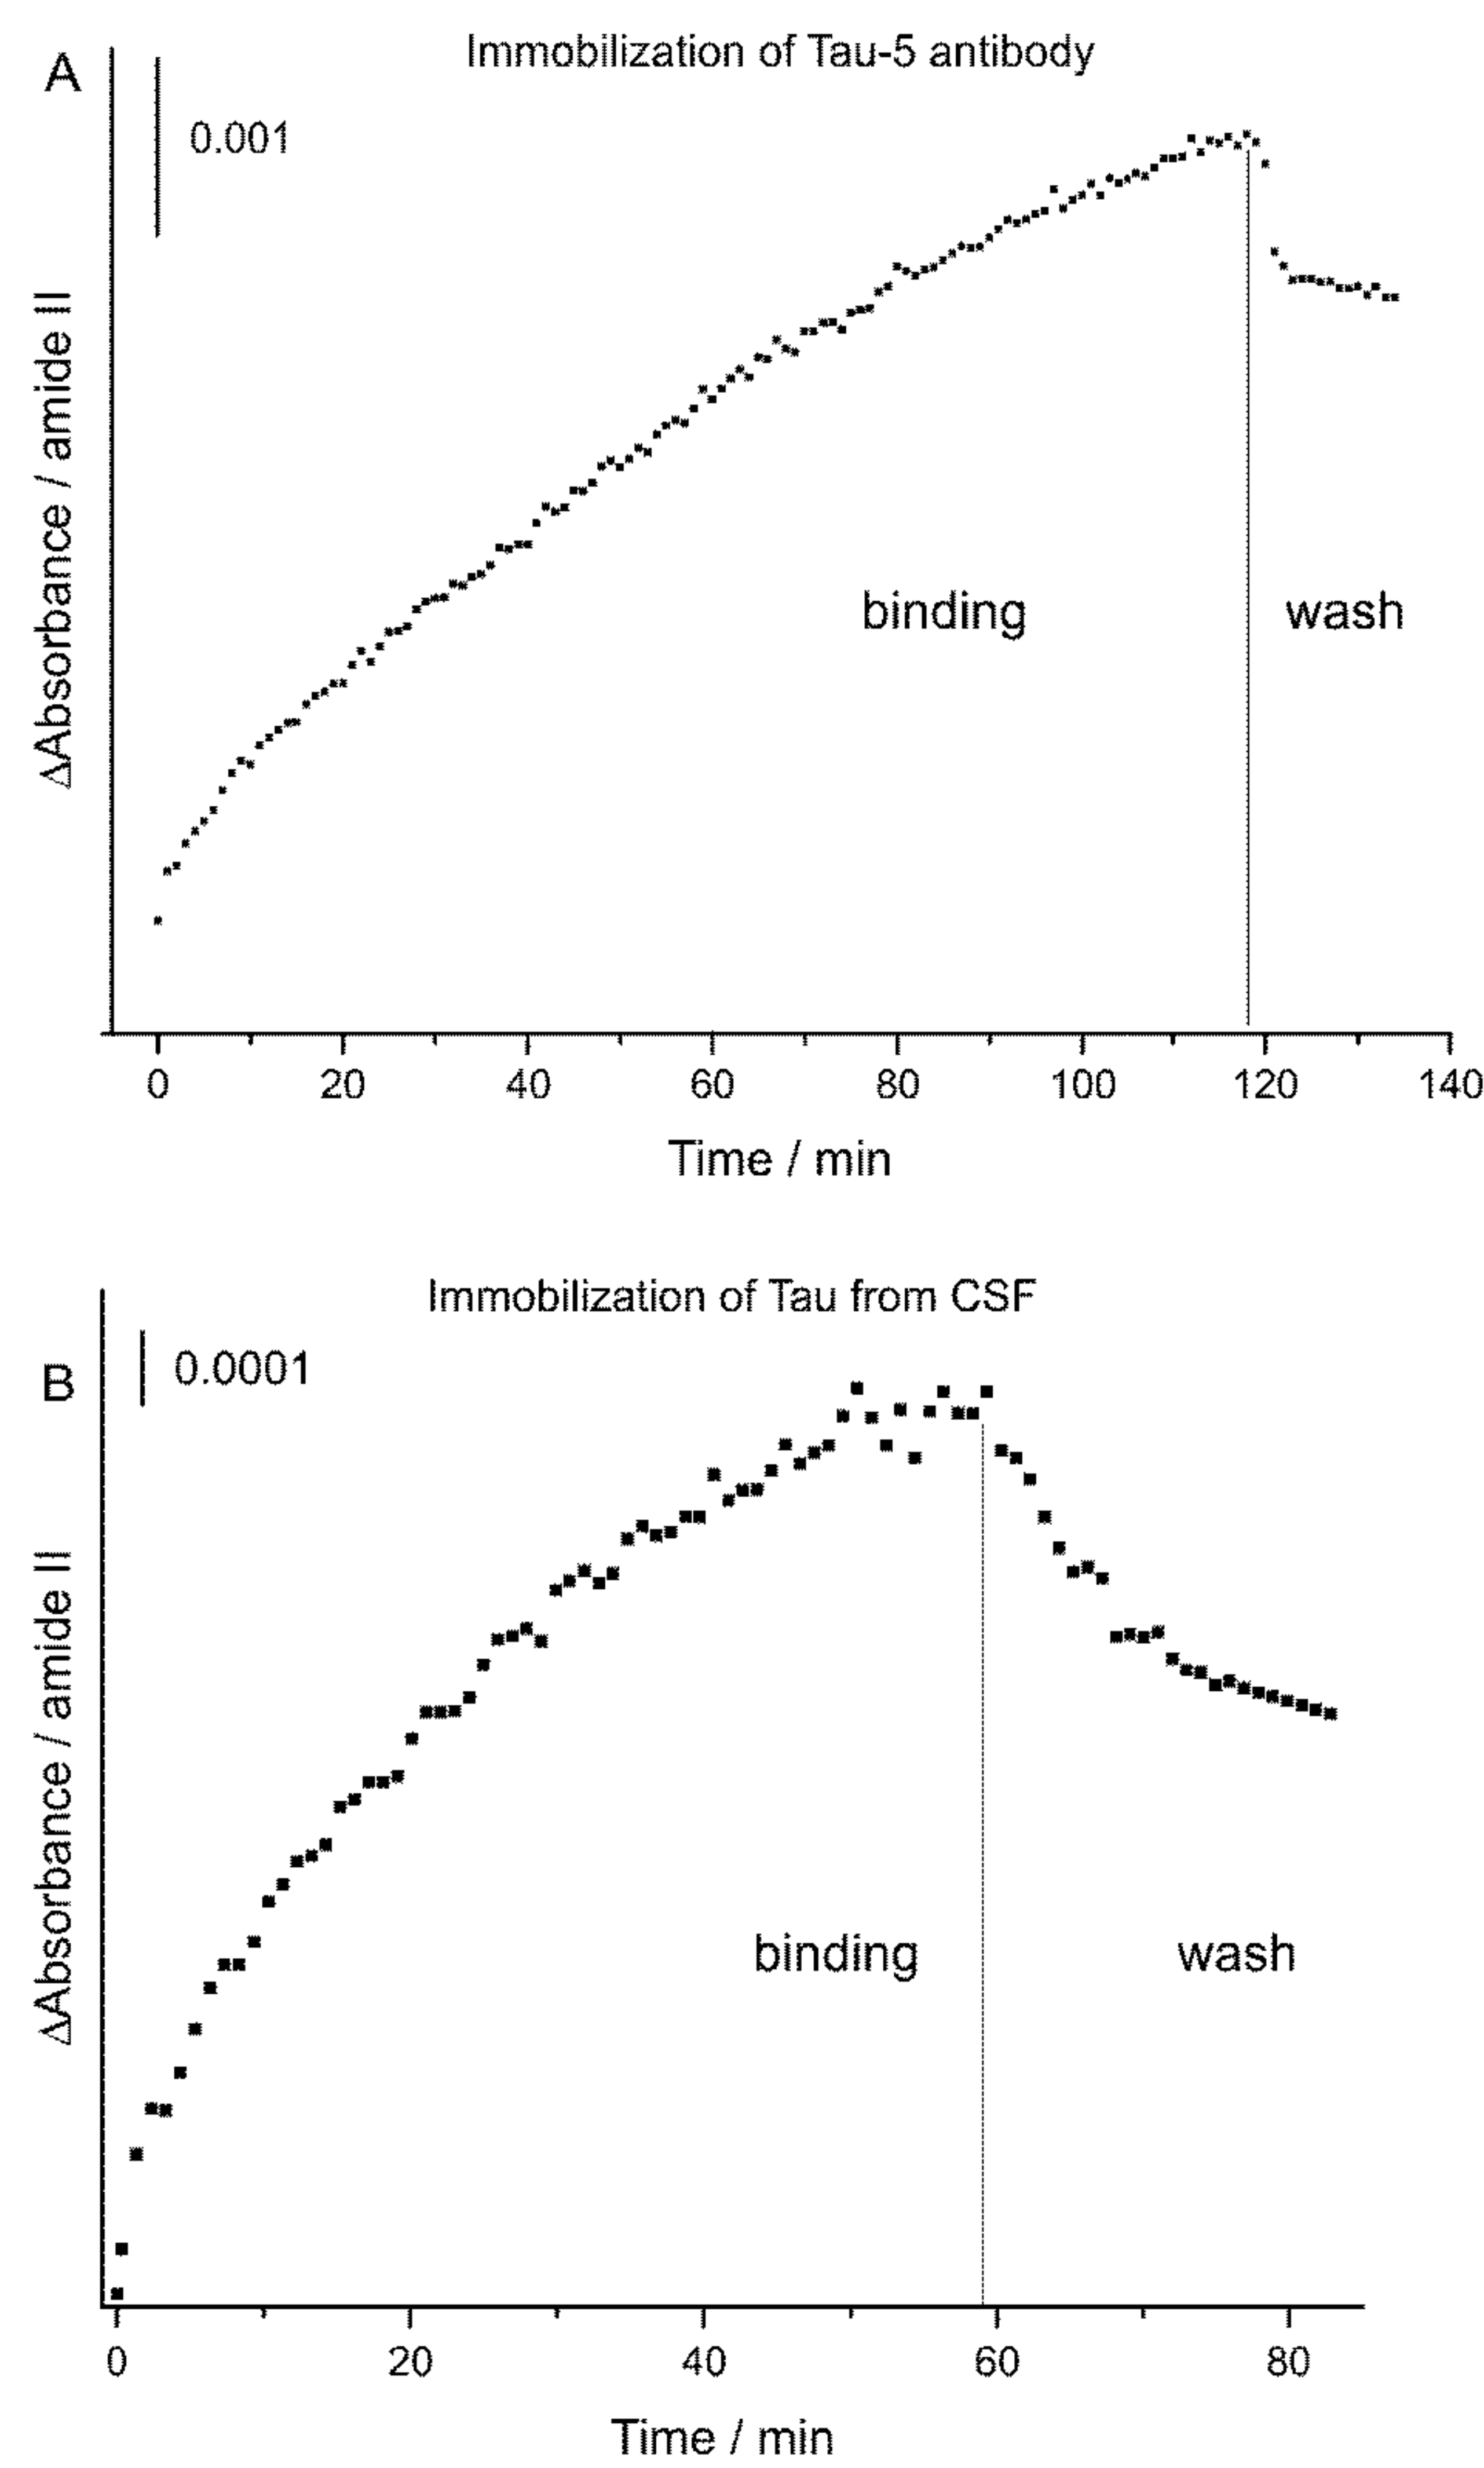 A
Immobilization of Tau-5 antibody
0.001
ΔAbsorbance / amide II
binding
wash
0 20 40 60 80 100 120 140
Time / min
Immobilization of Tau from CSF
B
0.0001
ΔAbsorbance / amide II
binding
wash
0 20 40 60 80
Time / min